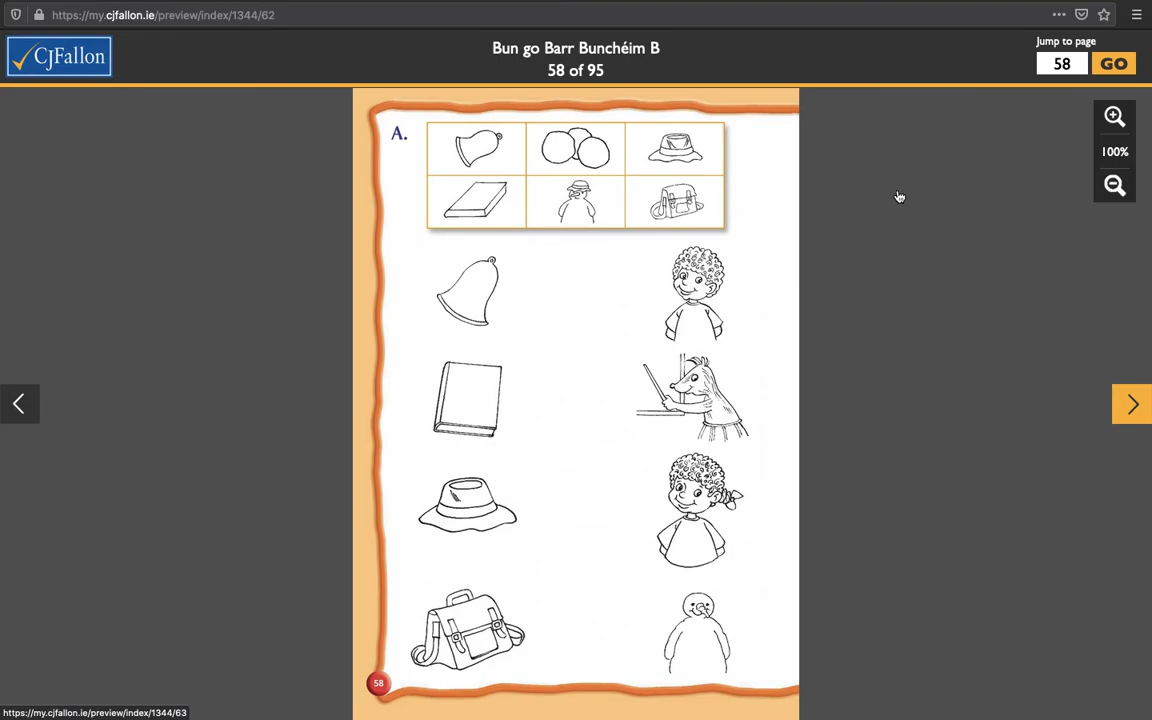 https://my.cjfallon.ie/preview/index/1344/62
CJFallon
Bun go Barr Bunchéim B
58 of 95
Jump to page
58 GO
A.
100%
58
https://my.cjfallon.ie/preview/index/1344/63